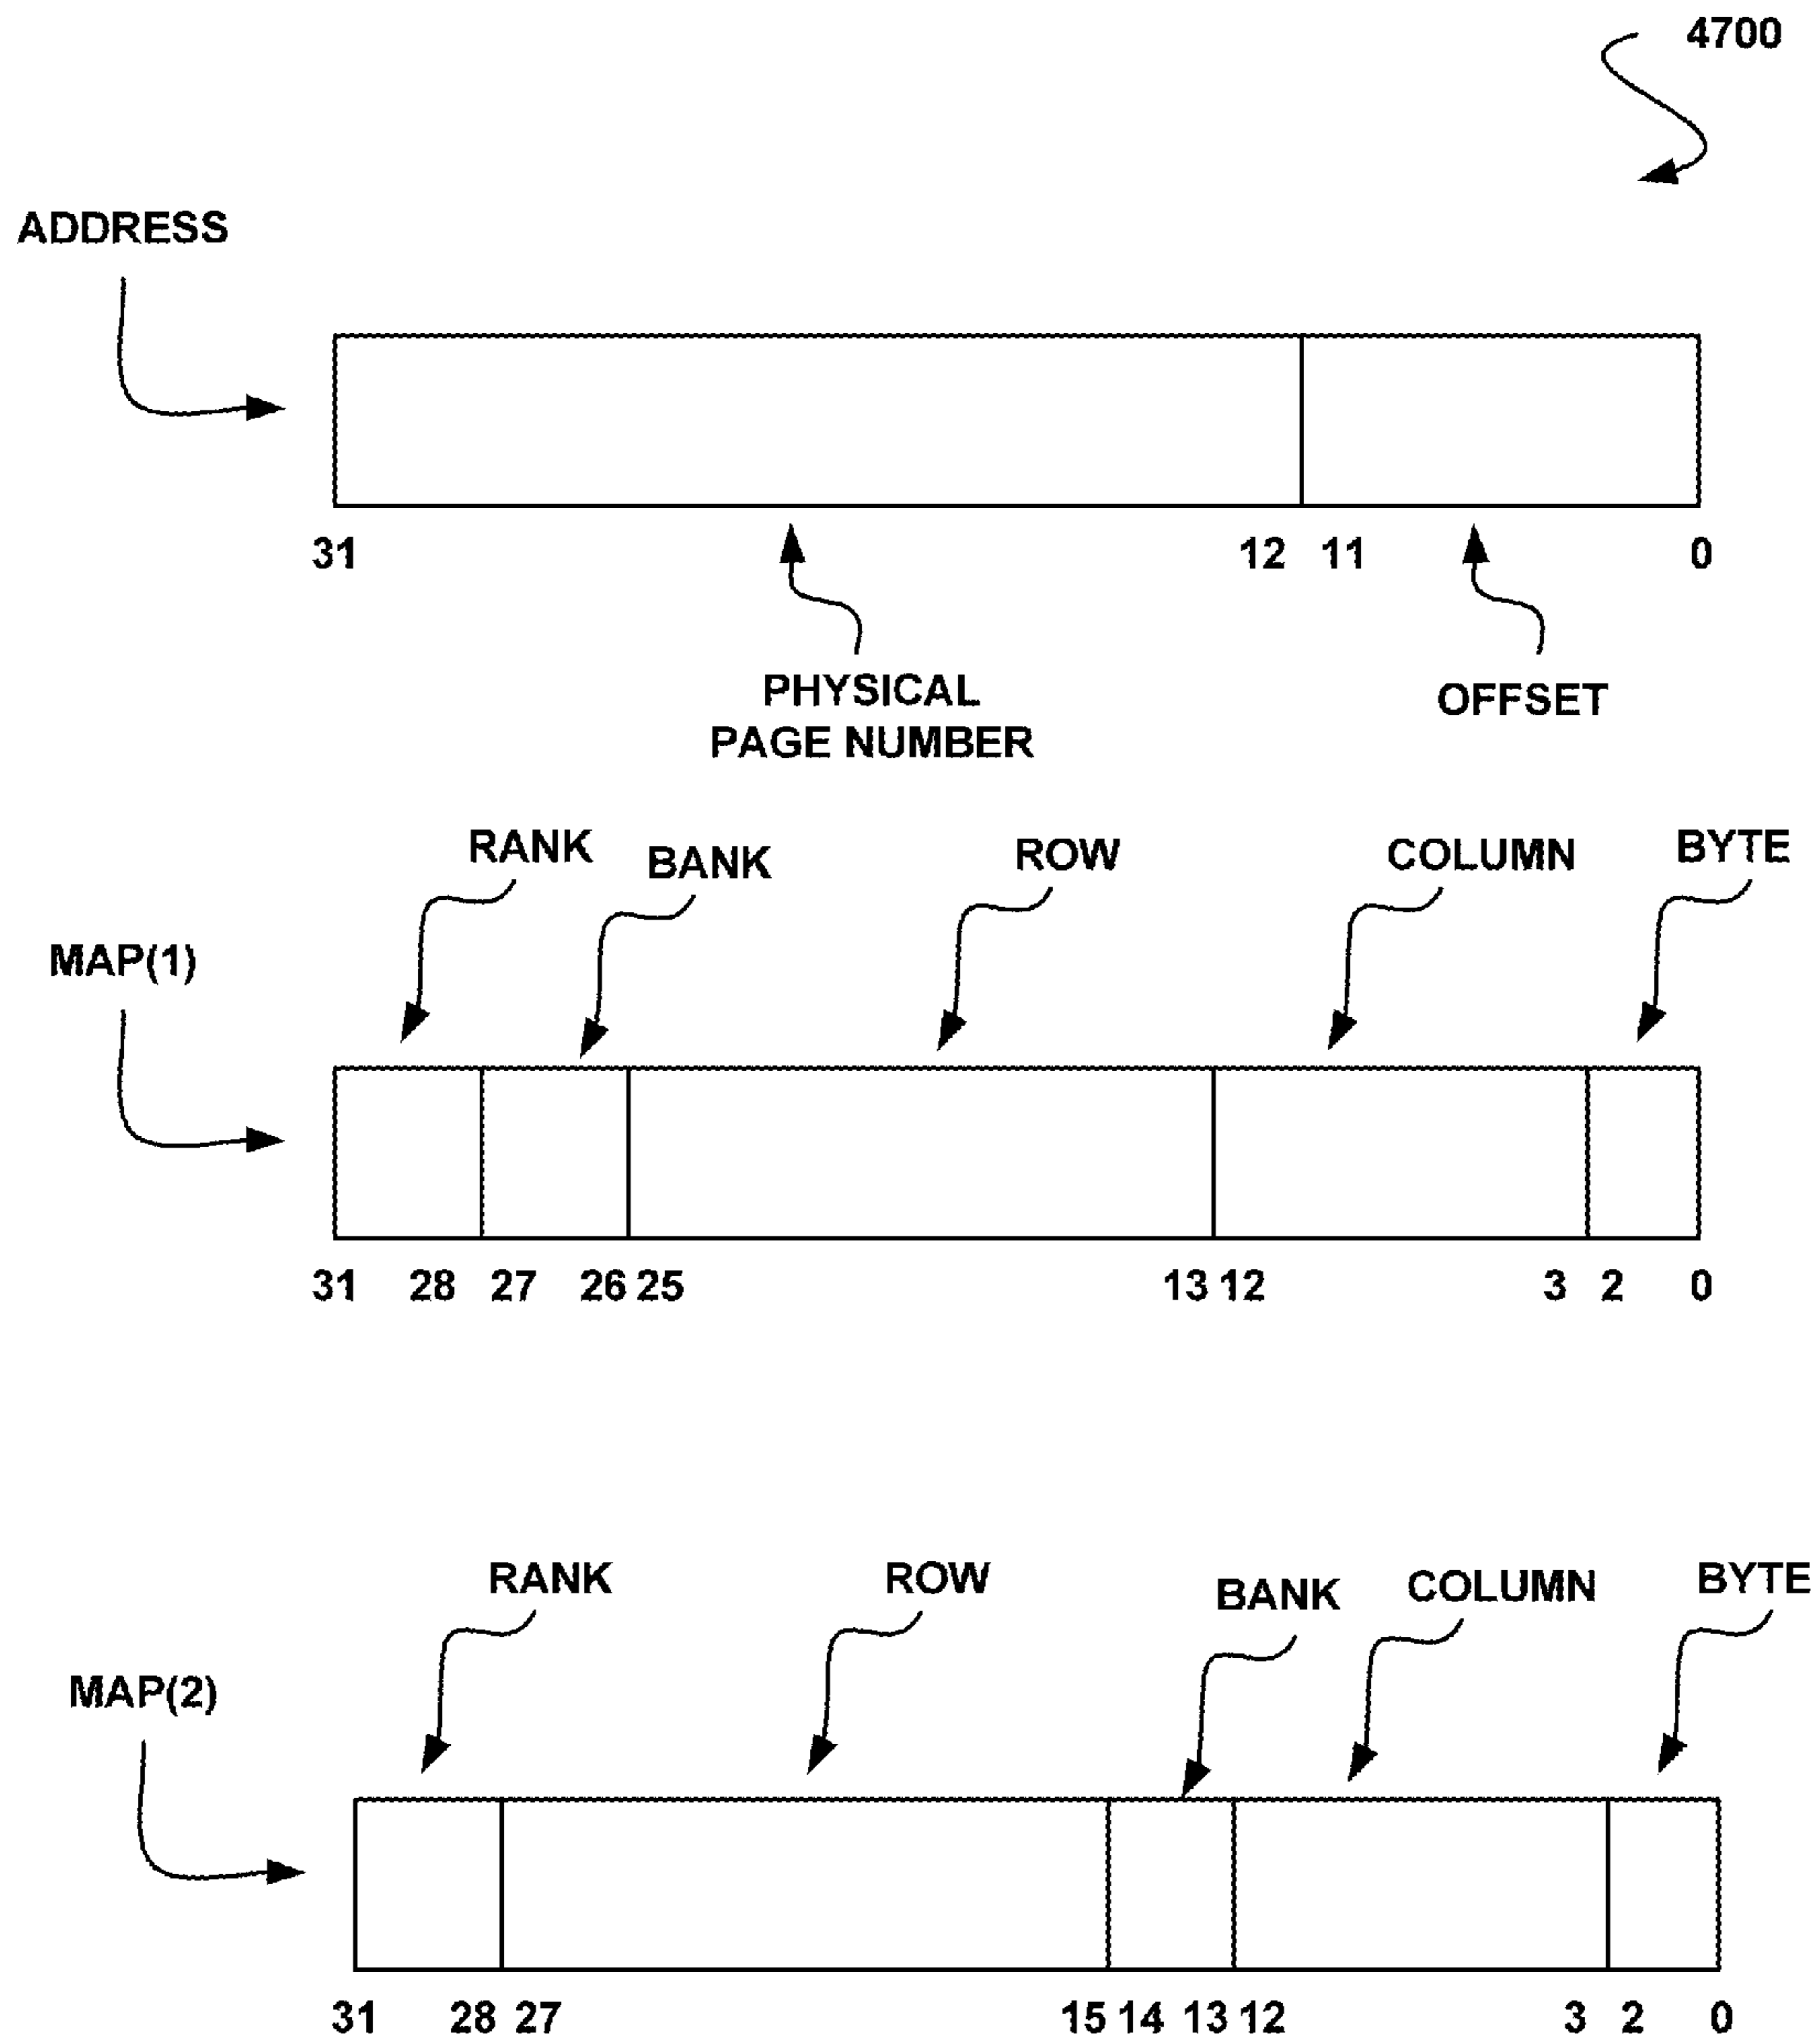 4700
ADDRESS
31 12 11 0
PHYSICAL
PAGE NUMBER
OFFSET
RANK BANK ROW COLUMN BYTE
MAP(1)
31 28 27 26 25 13 12 3 2 0
RANK ROW BANK COLUMN BYTE
MAP(2)
31 28 27 15 14 13 12 3 2 0